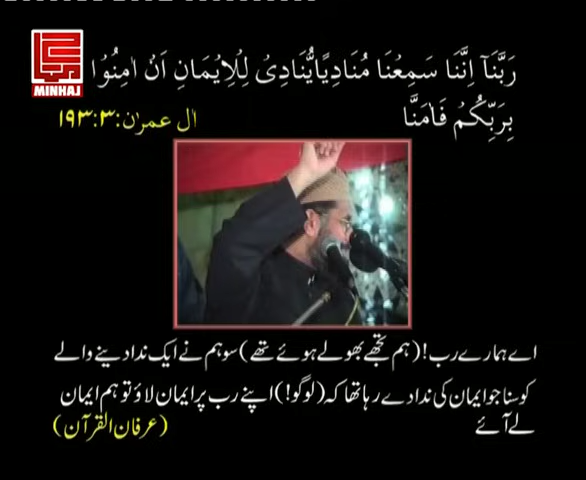 MINHAJ
رَبَّنَآ اِنَّنَا سَمِعْنَا مُنَادِيًا يُّنَادِىْ لِلْاِيْمَانِ اَنْ اٰمِنُوْا
بِرَبِّكُمْ فَاٰمَنَّا
اٰل عمرٰن:۳:۱۹۳
اے ہمارے رب! (ہم تجھے بھولے ہوئے تھے) سو ہم نے ایک ندا دینے والے
کو سنا جو ایمان کی ندا دے رہا تھا کہ (لوگو!) اپنے رب پر ایمان لاؤ تو ہم ایمان
لے آئے
(عرفان القرآن)